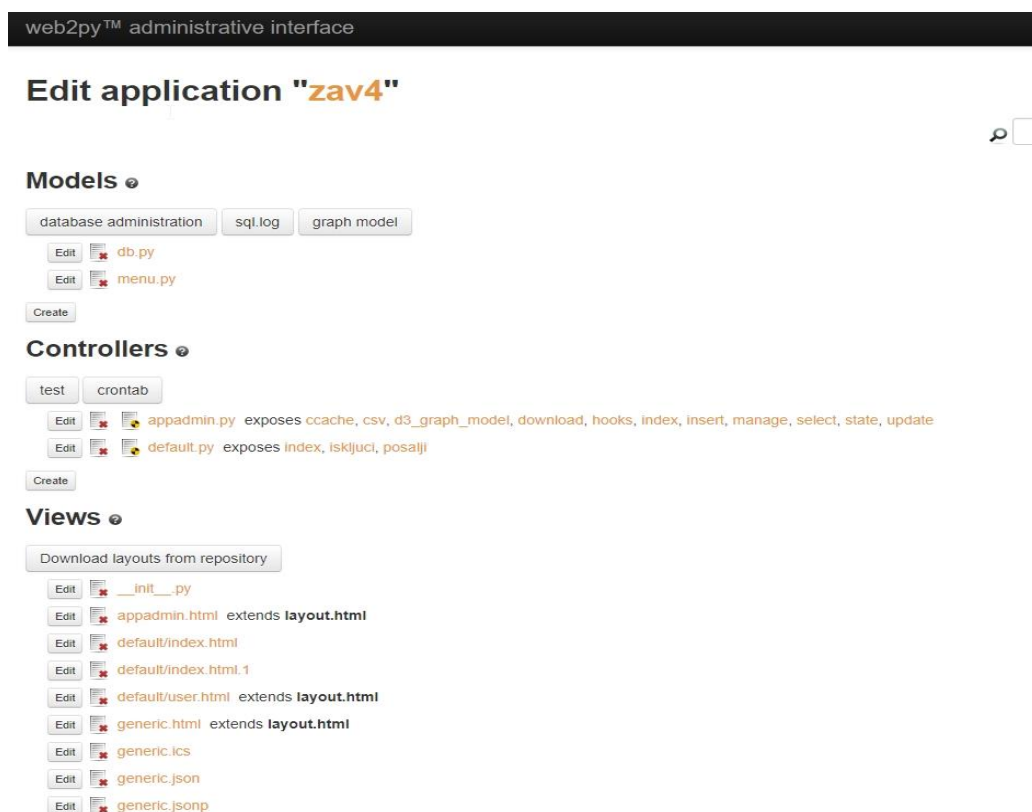 web2py™ administrative interface
Edit application "zav4"
Models
database administration sql.log graph model
Edit db.py
Edit menu.py
Create
Controllers
test crontab
Edit appadmin.py exposes ccache, csv, d3_graph_model, download, hooks, index, insert, manage, select, state, update
Edit default.py exposes index, iskljuci, posalji
Create
Views
Download layouts from repository
Edit __init__.py
Edit appadmin.html extends layout.html
Edit default/index.html
Edit default/index.html.1
Edit default/user.html extends layout.html
Edit generic.html extends layout.html
Edit generic.ics
Edit generic.json
Edit generic.jsonp